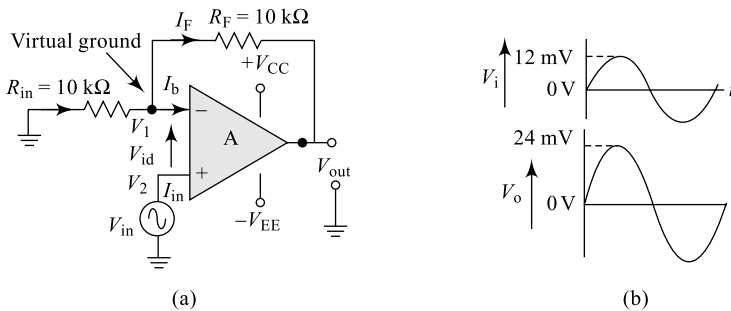 I_F R_F = 10 kΩ
Virtual ground
+V_CC
R_in = 10 kΩ
I_b
−
V_1
A
V_id
V_2
+
I_in
V_out
V_in
−V_EE
(a)
12 mV
V_i
0 V
t
24 mV
V_o
0 V
(b)